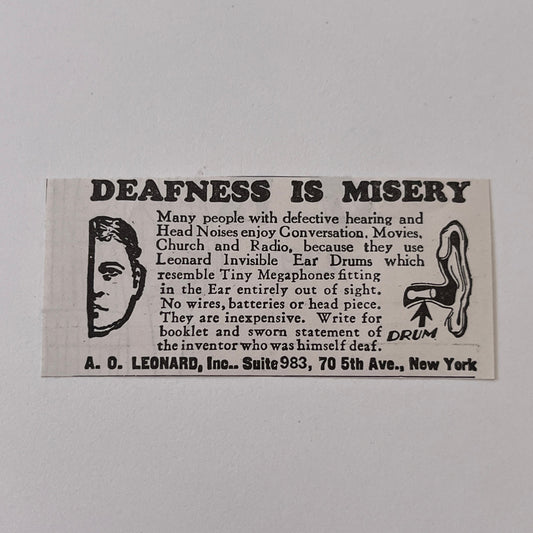 DEAFNESS IS MISERY
Many people with defective hearing and
Head Noises enjoy Conversation, Movies,
Church and Radio, because they use
Leonard Invisible Ear Drums which
resemble Tiny Megaphones fitting
in the Ear entirely out of sight.
No wires, batteries or head piece.
They are inexpensive. Write for
booklet and sworn statement of
the inventor who was himself deaf.
DRUM
A. O. LEONARD, Inc.. Suite 983, 70 5th Ave., New York